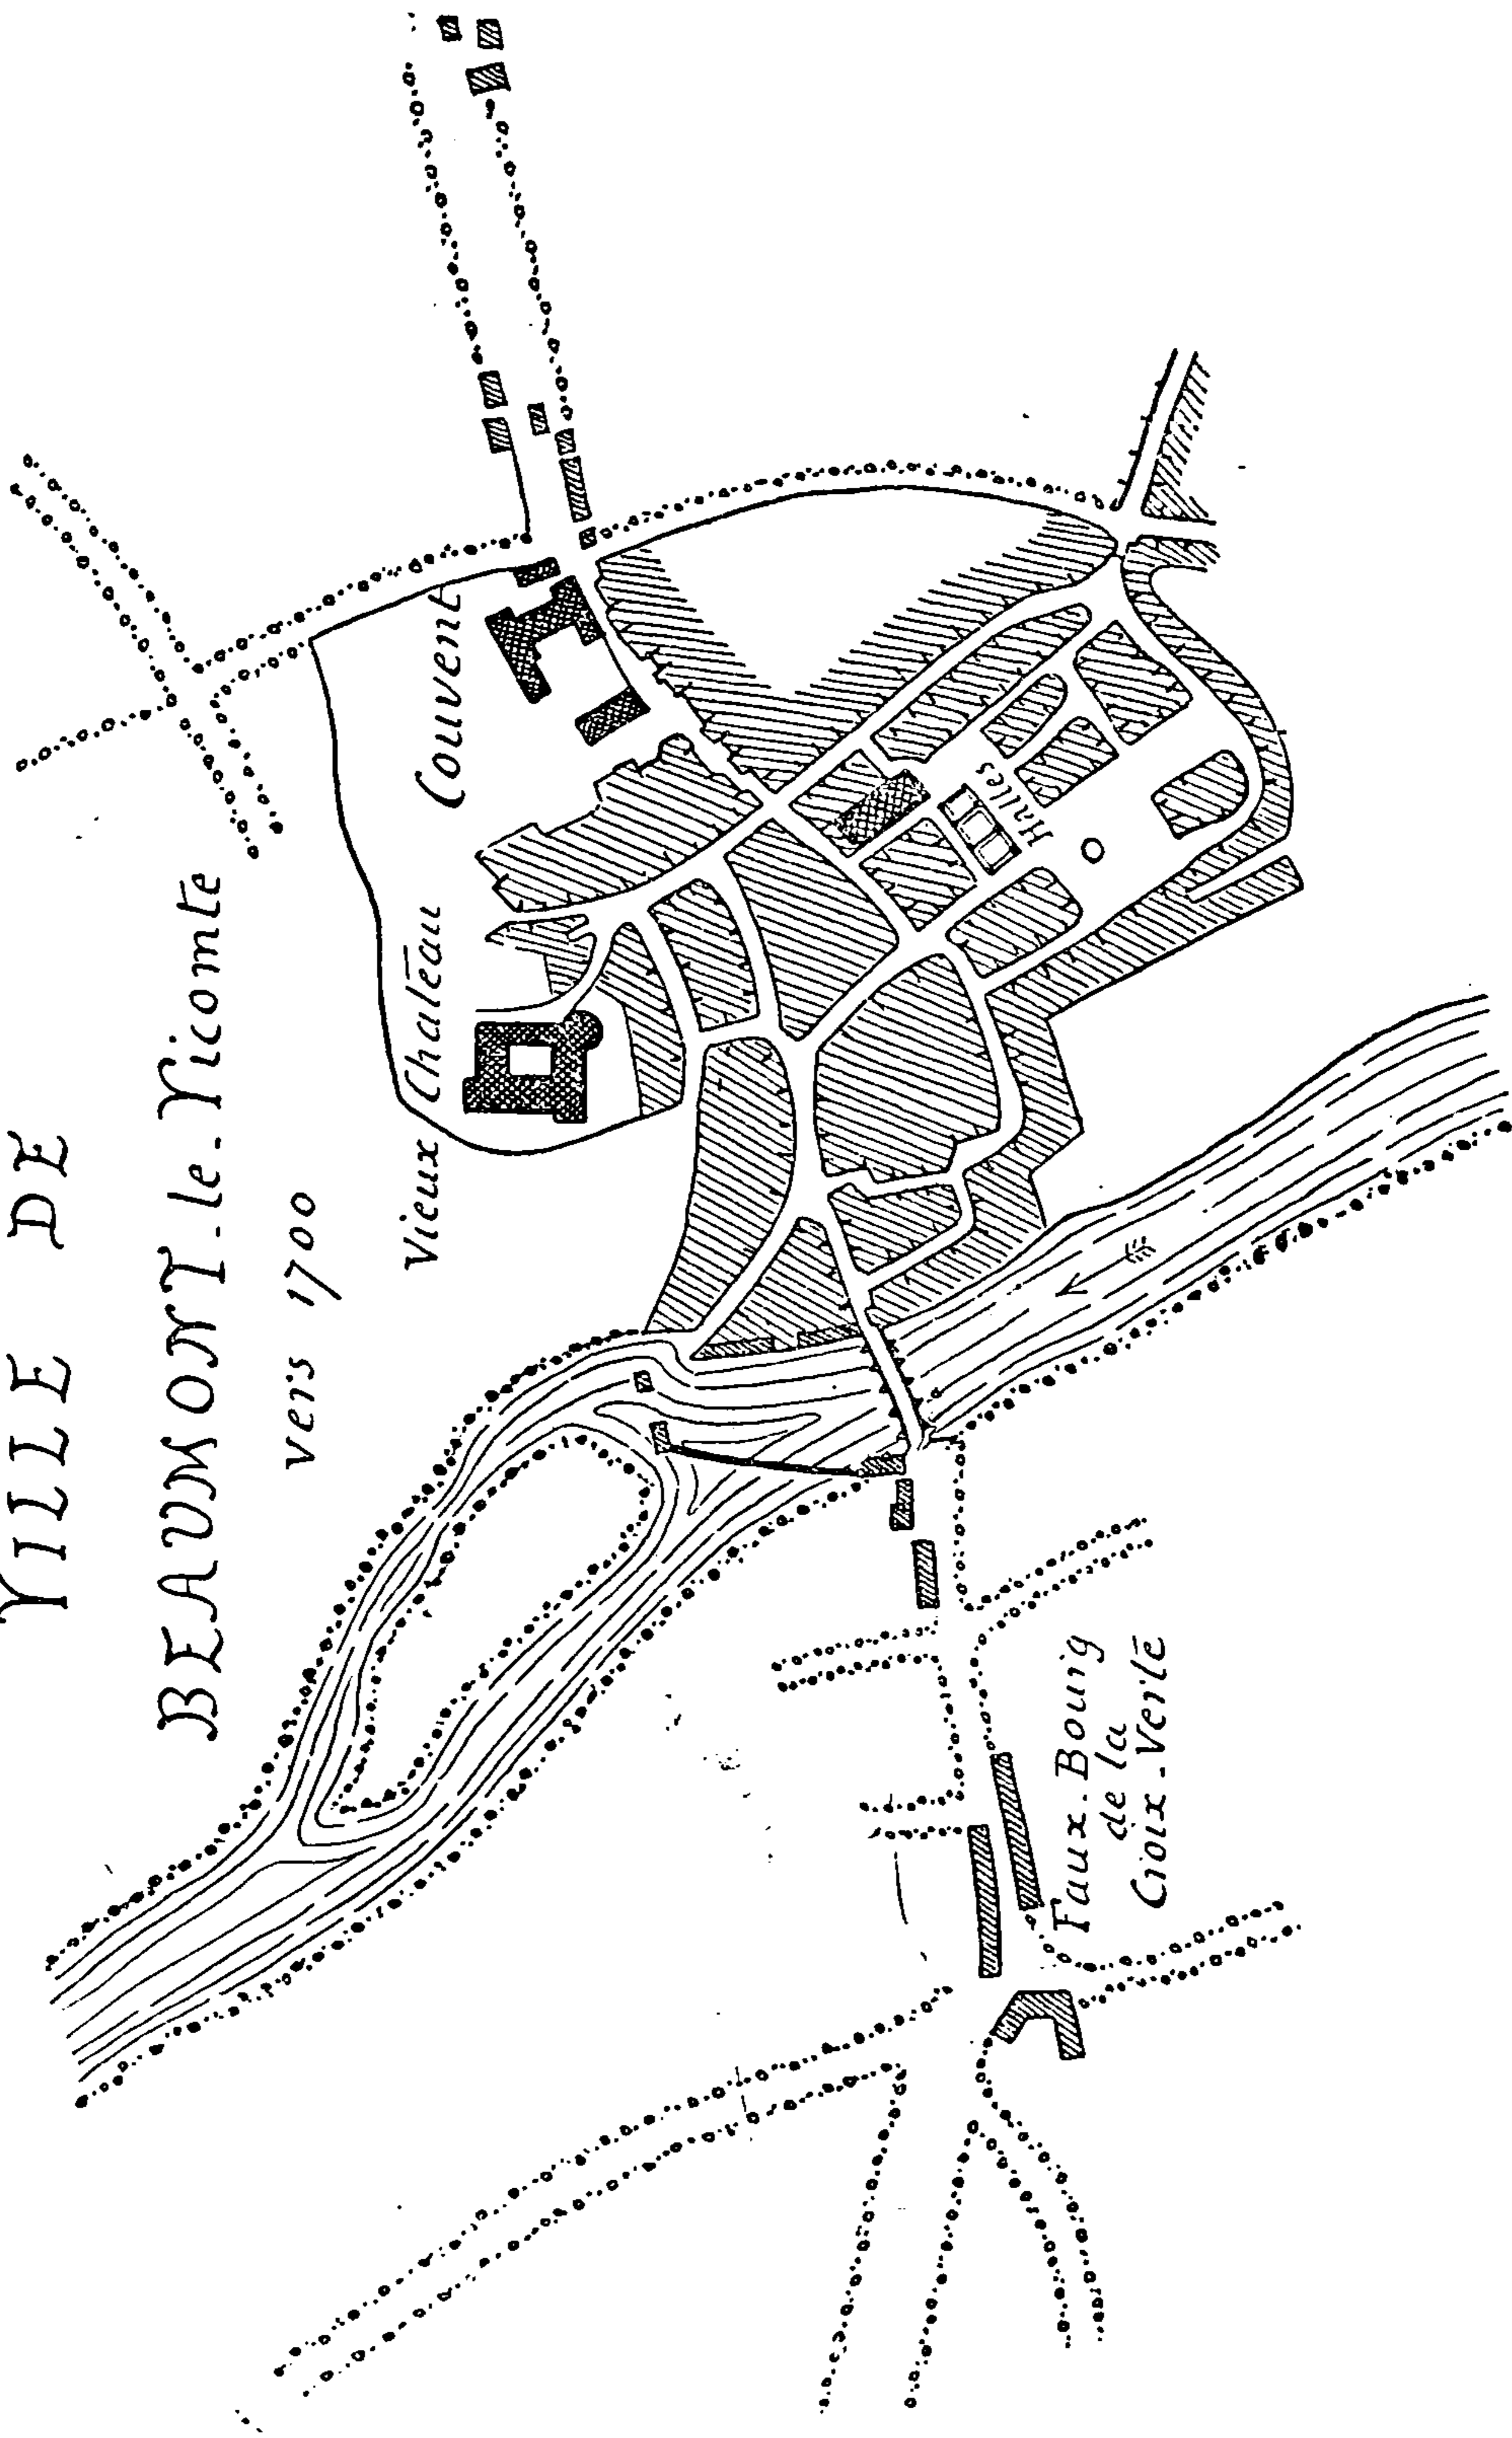 VILLE DE
BEAUMONT-le-Vicomte
vers 1700
Vieux Château
Couvent
Halles
Faux-Bourg
de la
Croix-Verte